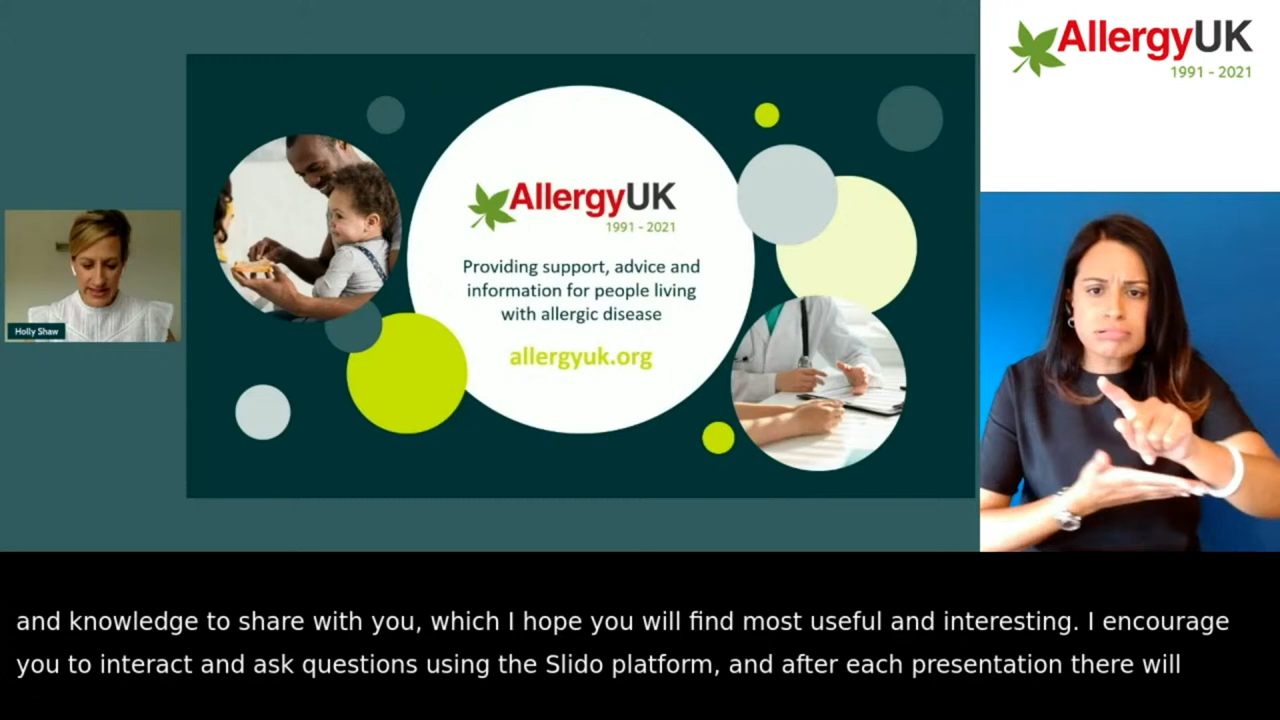 AllergyUK
1991 - 2021
AllergyUK
1991 - 2021
Providing support, advice and
information for people living
with allergic disease
allergyuk.org
Holly Shaw
and knowledge to share with you, which I hope you will find most useful and interesting. I encourage
you to interact and ask questions using the Slido platform, and after each presentation there will